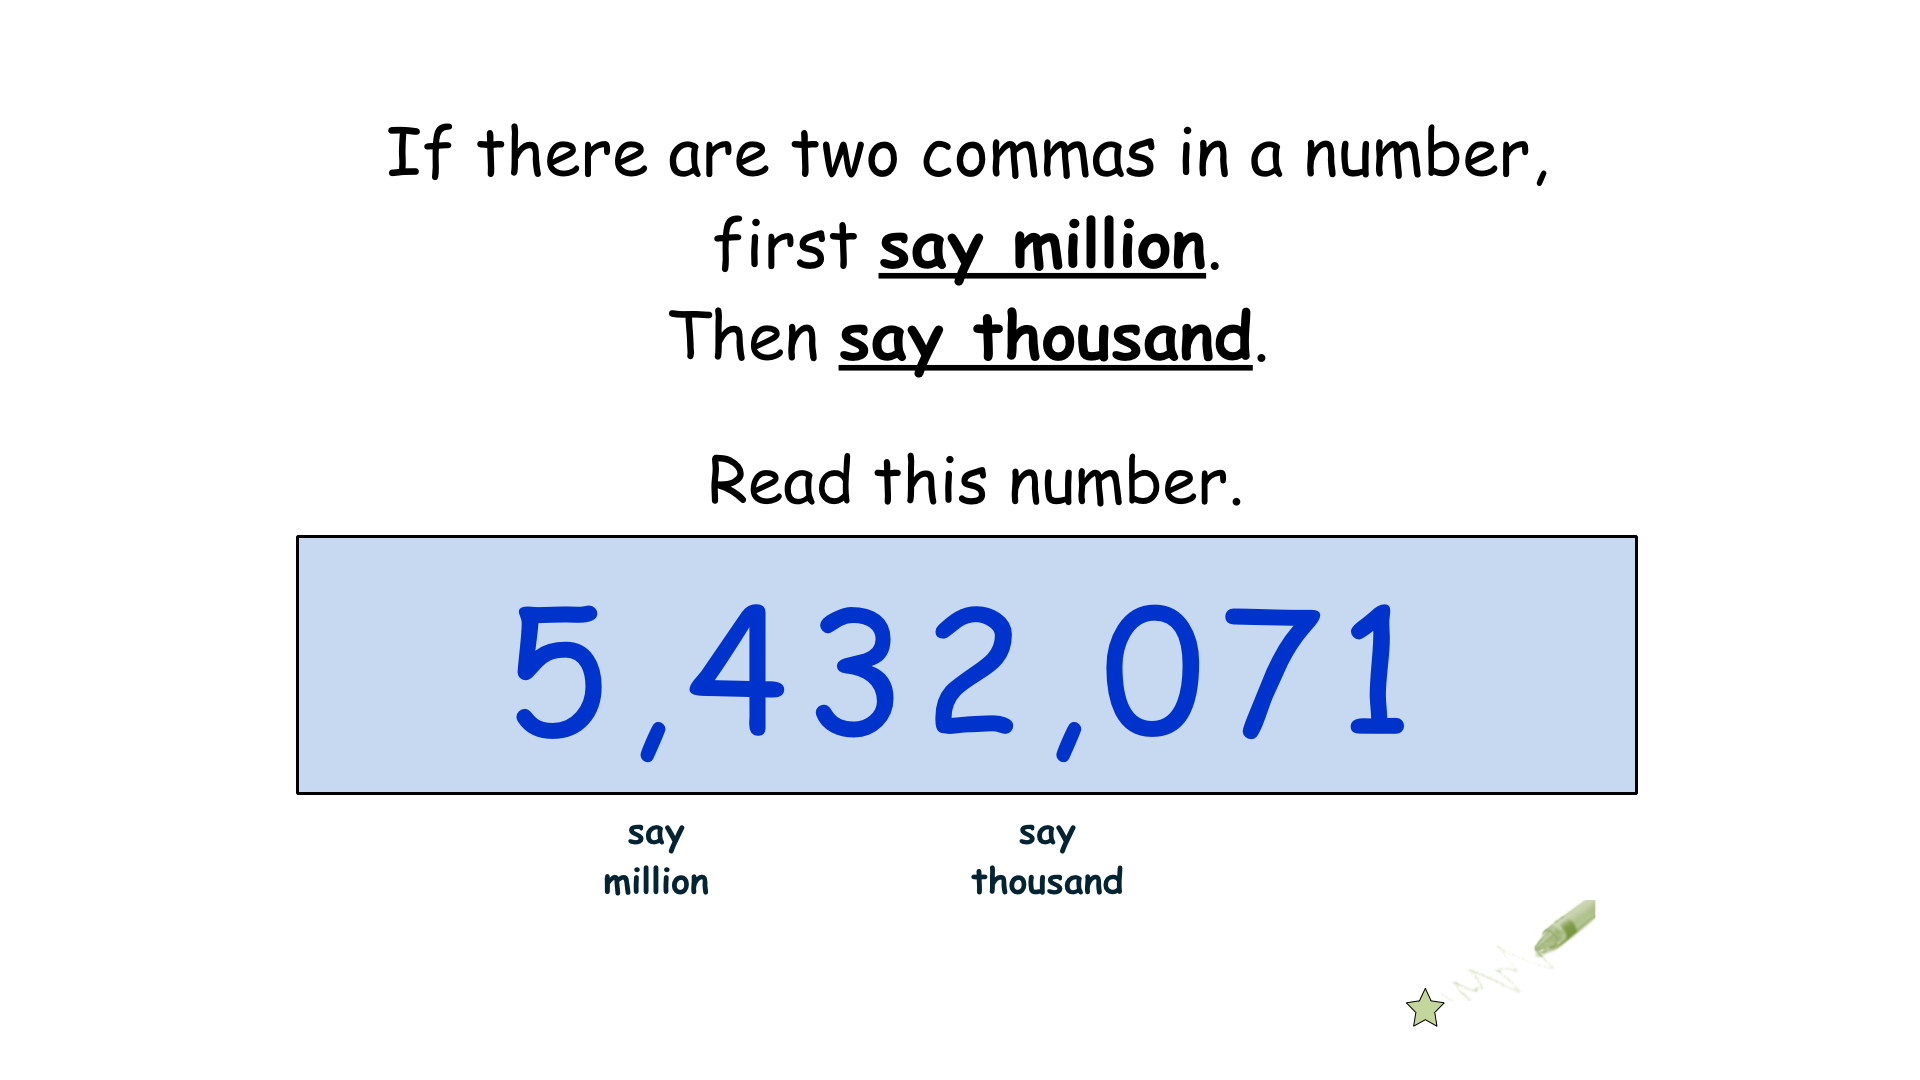 If there are two commas in a number,
first say million.
Then say thousand.
Read this number.
5,432,071
say
million
say
thousand